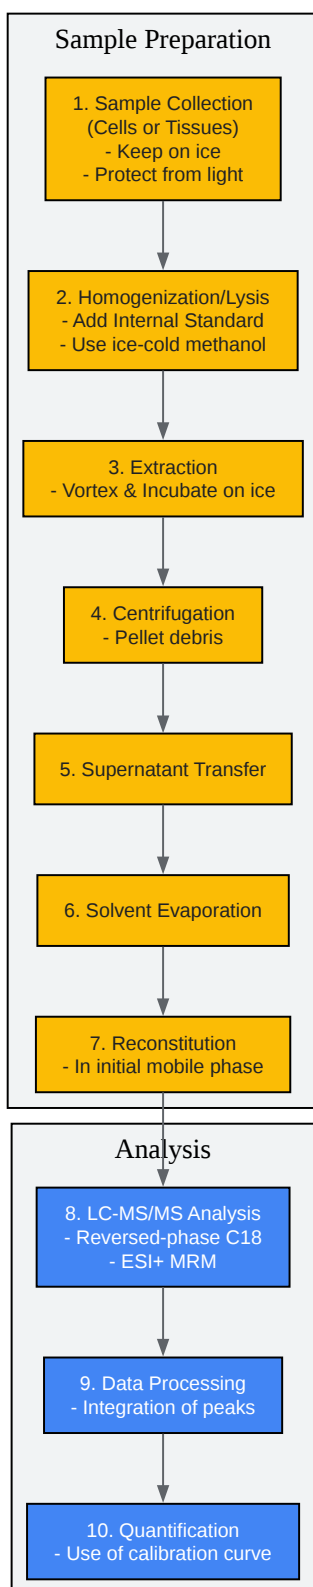 Sample Preparation
1. Sample Collection
(Cells or Tissues)
- Keep on ice
- Protect from light
2. Homogenization/Lysis
- Add Internal Standard
- Use ice-cold methanol
3. Extraction
- Vortex & Incubate on ice
4. Centrifugation
- Pellet debris
5. Supernatant Transfer
6. Solvent Evaporation
7. Reconstitution
- In initial mobile phase
Analysis
8. LC-MS/MS Analysis
- Reversed-phase C18
- ESI+ MRM
9. Data Processing
- Integration of peaks
10. Quantification
- Use of calibration curve